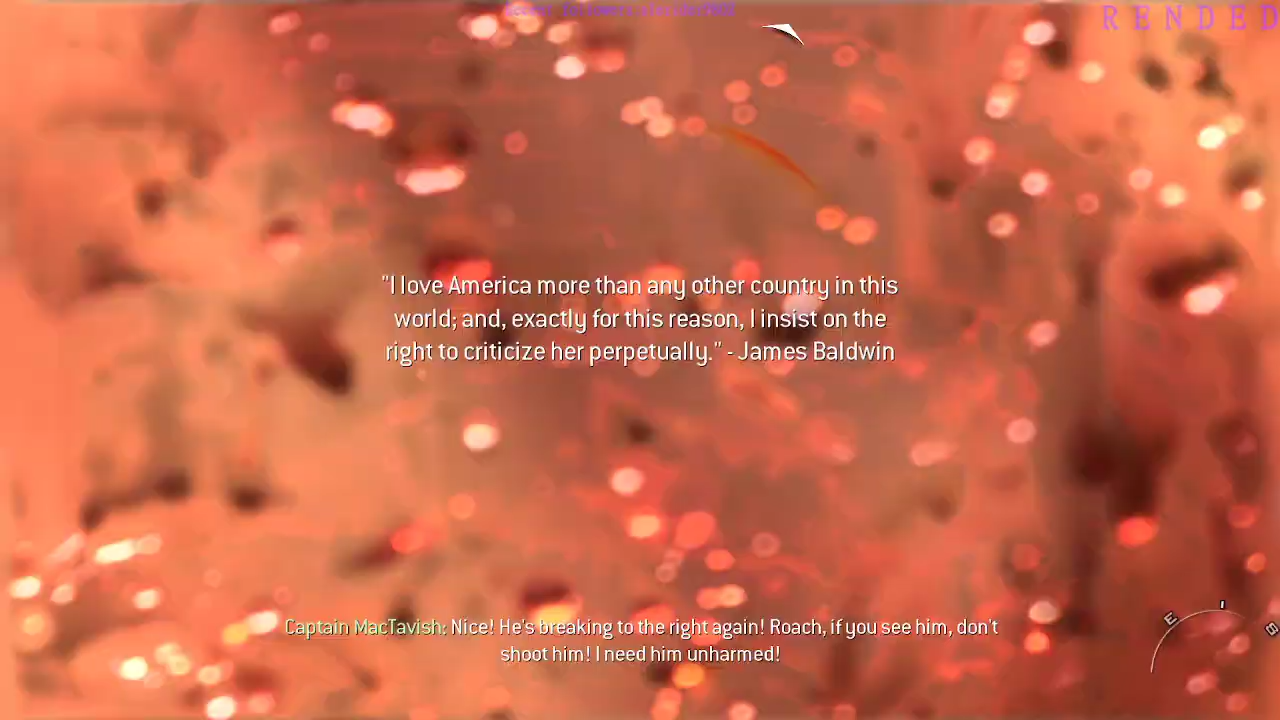 RENDED
"I love America more than any other country in this
world; and, exactly for this reason, I insist on the
right to criticize her perpetually." - James Baldwin
Captain MacTavish: Nice! He's breaking to the right again! Roach, if you see him, don't
shoot him! I need him unharmed!
E
S